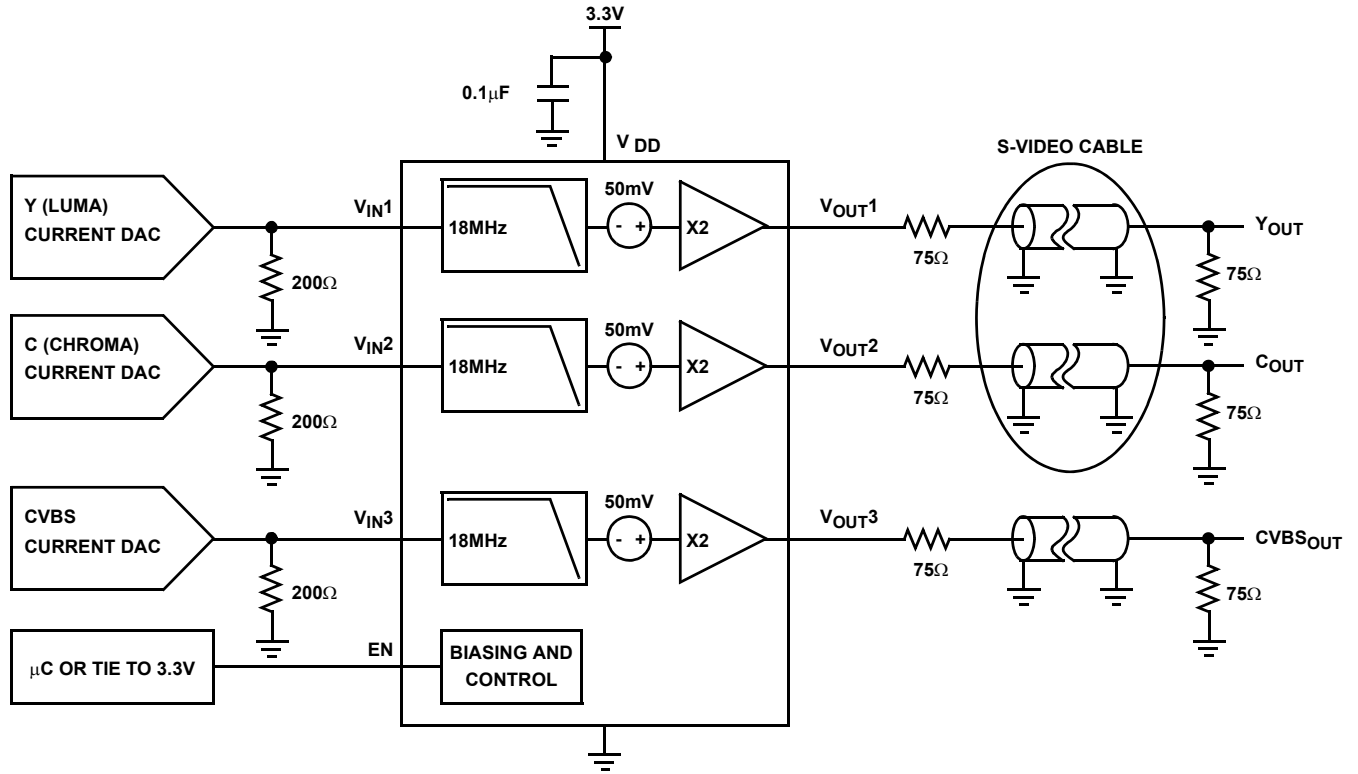 3.3V
0.1μF
V DD
S-VIDEO CABLE
Y (LUMA)
CURRENT DAC
VIN1
18MHz
50mV
- +
X2
VOUT1
75Ω
YOUT
75Ω
200Ω
C (CHROMA)
CURRENT DAC
VIN2
18MHz
50mV
- +
X2
VOUT2
75Ω
COUT
75Ω
200Ω
CVBS
CURRENT DAC
VIN3
18MHz
50mV
- +
X2
VOUT3
75Ω
CVBSOUT
75Ω
200Ω
μC OR TIE TO 3.3V
EN
BIASING AND
CONTROL